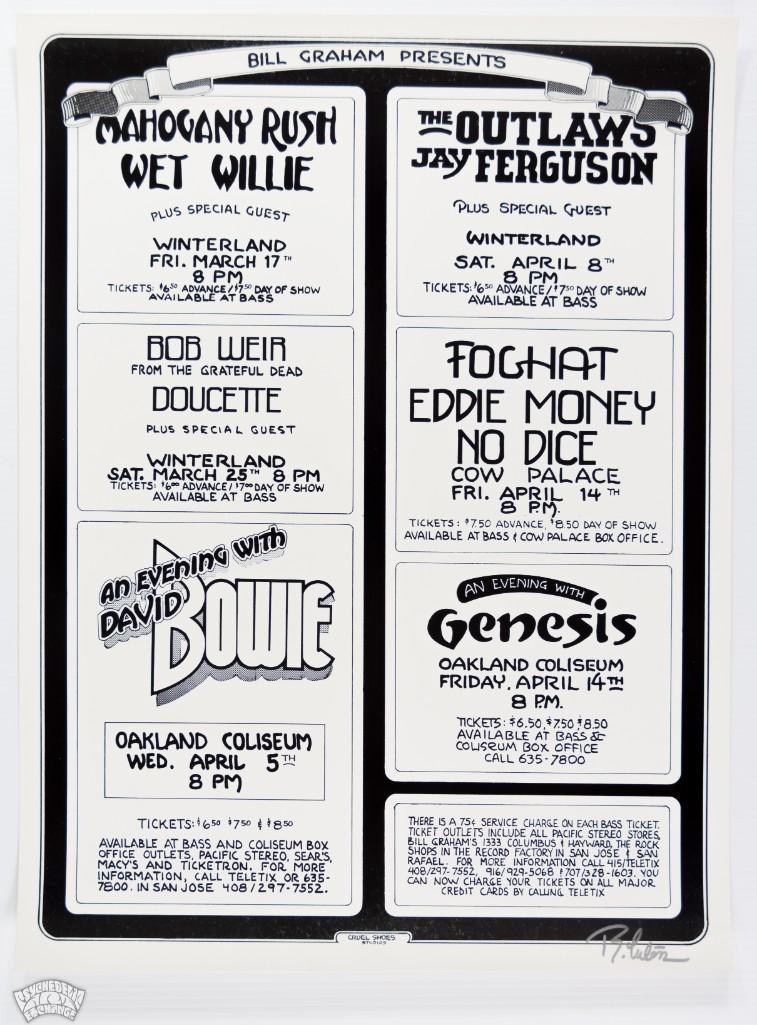 BILL GRAHAM PRESENTS
MAHOGANY RUSH
WET WILLIE
PLUS SPECIAL GUEST
WINTERLAND
FRI. MARCH 17TH
8 PM
TICKETS: $6.50 ADVANCE/$7.50 DAY OF SHOW
AVAILABLE AT BASS
BOB WEIR
FROM THE GRATEFUL DEAD
DOUCETTE
PLUS SPECIAL GUEST
WINTERLAND
SAT. MARCH 25TH 8 PM
TICKETS: $6.00 ADVANCE/$7.00 DAY OF SHOW
AVAILABLE AT BASS
AN EVENING WITH
DAVID
BOWIE
OAKLAND COLISEUM
WED. APRIL 5TH
8 PM
TICKETS: $6.50 $7.50 & $8.50
AVAILABLE AT BASS AND COLISEUM BOX
OFFICE OUTLETS, PACIFIC STEREO, SEAR'S,
MACY'S AND TICKETRON. FOR MORE
INFORMATION, CALL TELETIX OR 635-
7800. IN SAN JOSE 408/297-7552.
THE OUTLAWS
JAY FERGUSON
PLUS SPECIAL GUEST
WINTERLAND
SAT. APRIL 8TH
8 PM
TICKETS: $6.50 ADVANCE/$7.50 DAY OF SHOW
AVAILABLE AT BASS
FOGHAT
EDDIE MONEY
NO DICE
COW PALACE
FRI. APRIL 14TH
8 P.M.
TICKETS: $7.50 ADVANCE, $8.50 DAY OF SHOW
AVAILABLE AT BASS & COW PALACE BOX OFFICE.
AN EVENING WITH
Genesis
OAKLAND COLISEUM
FRIDAY, APRIL 14TH
8 P.M.
TICKETS: $6.50, $7.50 $8.50
AVAILABLE AT BASS &
COLISEUM BOX OFFICE
CALL 635-7800
THERE IS A 75¢ SERVICE CHARGE ON EACH BASS TICKET.
TICKET OUTLETS INCLUDE ALL PACIFIC STEREO STORES,
BILL GRAHAM'S 1333 COLUMBUS & HAYWARD, THE ROCK
SHOPS IN THE RECORD FACTORY IN SAN JOSE & SAN
RAFAEL. FOR MORE INFORMATION CALL 415/TELETIX
408/297-7552, 916/929-5068 & 707/328-1603. YOU
CAN NOW CHARGE YOUR TICKETS ON ALL MAJOR
CREDIT CARDS BY CALLING TELETIX
CRUEL SHOES
STUDIOS
PSYCHEDELIC
ART
EXCHANGE